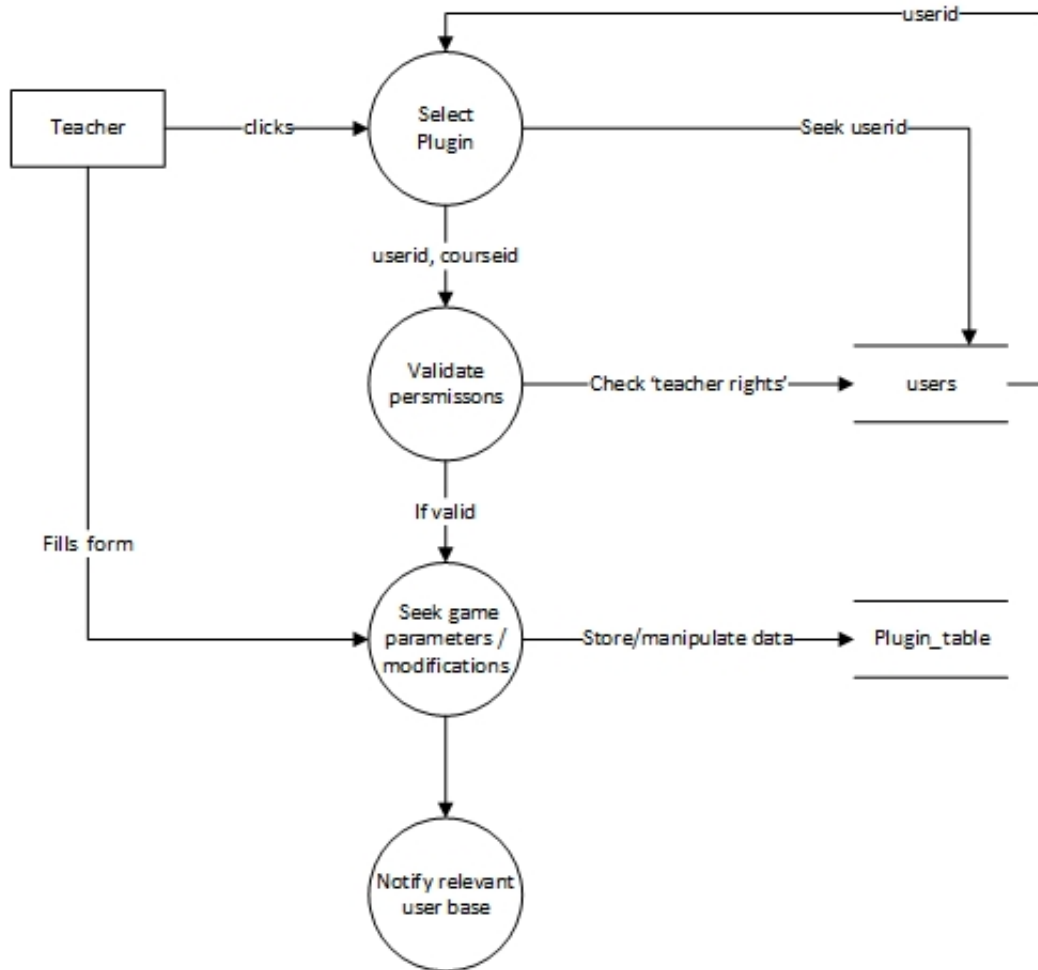 userid
Teacher
clicks
Select
Plugin
Seek userid
userid, courseid
Validate
persmissons
Check ‘teacher rights’
users
If valid
Fills form
Seek game
parameters /
modifications
Store/manipulate data
Plugin_table
Notify relevant
user base